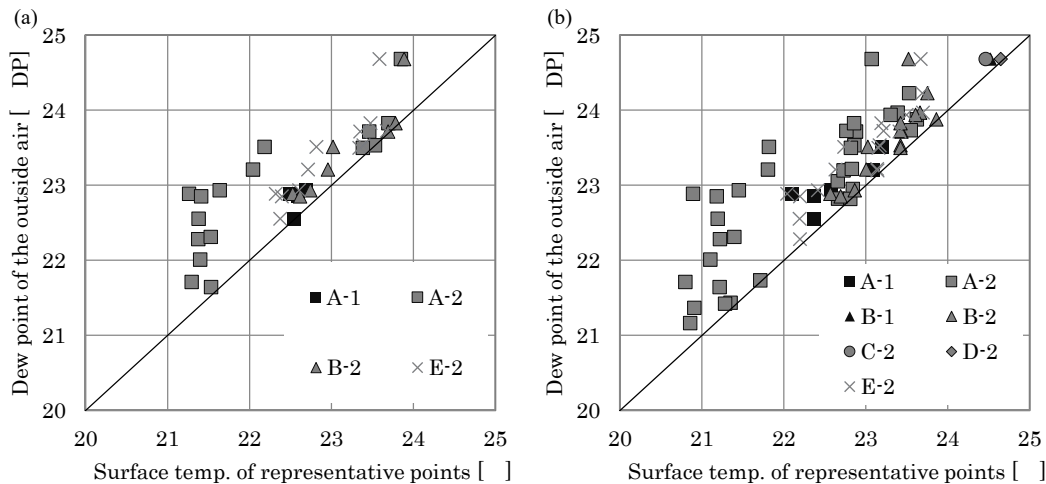 (a)
25
24
23
22
21
20
Dew point of the outside air [ DP]
A-1 A-2
B-2 E-2
20 21 22 23 24 25
Surface temp. of representative points [ ]
(b)
25
24
23
22
21
20
Dew point of the outside air [ DP]
A-1 A-2
B-1 B-2
C-2 D-2
E-2
20 21 22 23 24 25
Surface temp. of representative points [ ]